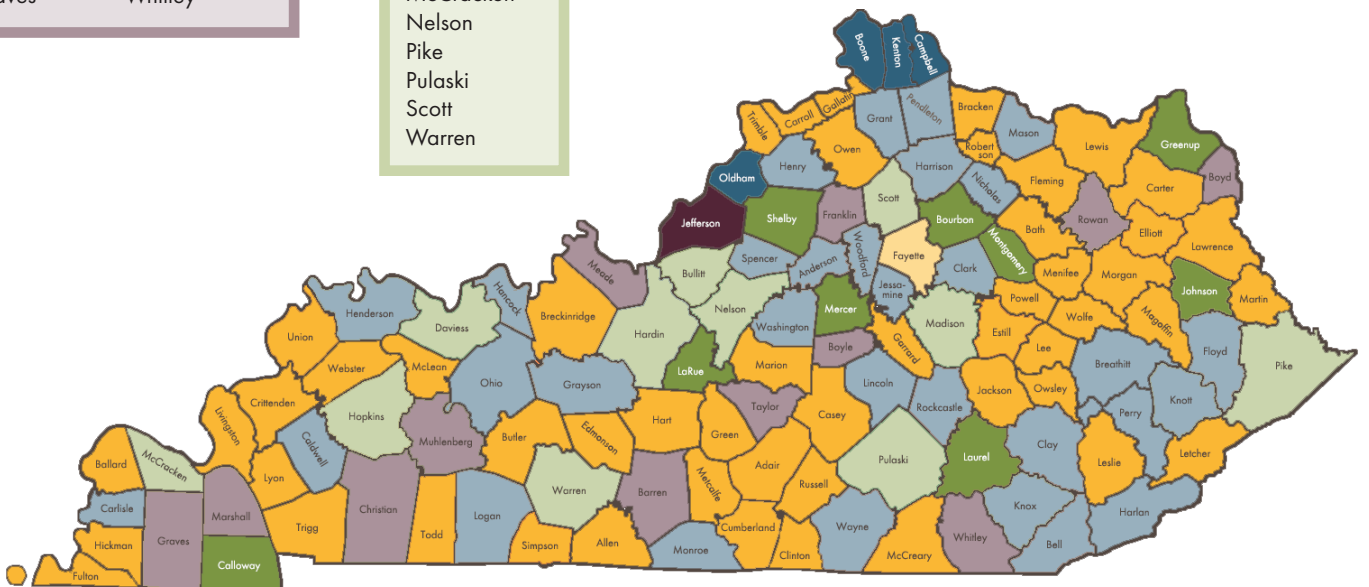 Whitley
McCracken
Nelson
Pike
Pulaski
Scott
Warren
Boone
Kenton
Campbell
Trimble
Carroll
Gallatin
Grant
Pendleton
Bracken
Mason
Lewis
Greenup
Owen
Robert
son
Oldham
Henry
Harrison
Nicholas
Fleming
Carter
Boyd
Jefferson
Shelby
Franklin
Scott
Bourbon
Montgomery
Bath
Rowan
Elliott
Lawrence
Meade
Bullitt
Spencer
Anderson
Woodford
Fayette
Clark
Menifee
Morgan
Johnson
Martin
Henderson
Hancock
Daviess
Breckinridge
Hardin
Nelson
Washington
Mercer
Jessa-
mine
Madison
Powell
Wolfe
Magoffin
Union
Webster
McLean
Ohio
Grayson
LaRue
Marion
Boyle
Garrard
Estill
Lee
Breathitt
Floyd
Pike
Crittenden
Livingston
Hopkins
Caldwell
Muhlenberg
Butler
Edmonson
Hart
Green
Taylor
Casey
Lincoln
Rockcastle
Jackson
Owsley
Perry
Knott
Ballard
McCracken
Lyon
Warren
Barren
Metcalfe
Adair
Russell
Pulaski
Laurel
Clay
Leslie
Letcher
Carlisle
Graves
Marshall
Trigg
Christian
Todd
Logan
Simpson
Allen
Monroe
Cumberland
Clinton
Wayne
McCreary
Whitley
Knox
Bell
Harlan
Hickman
Fulton
Calloway